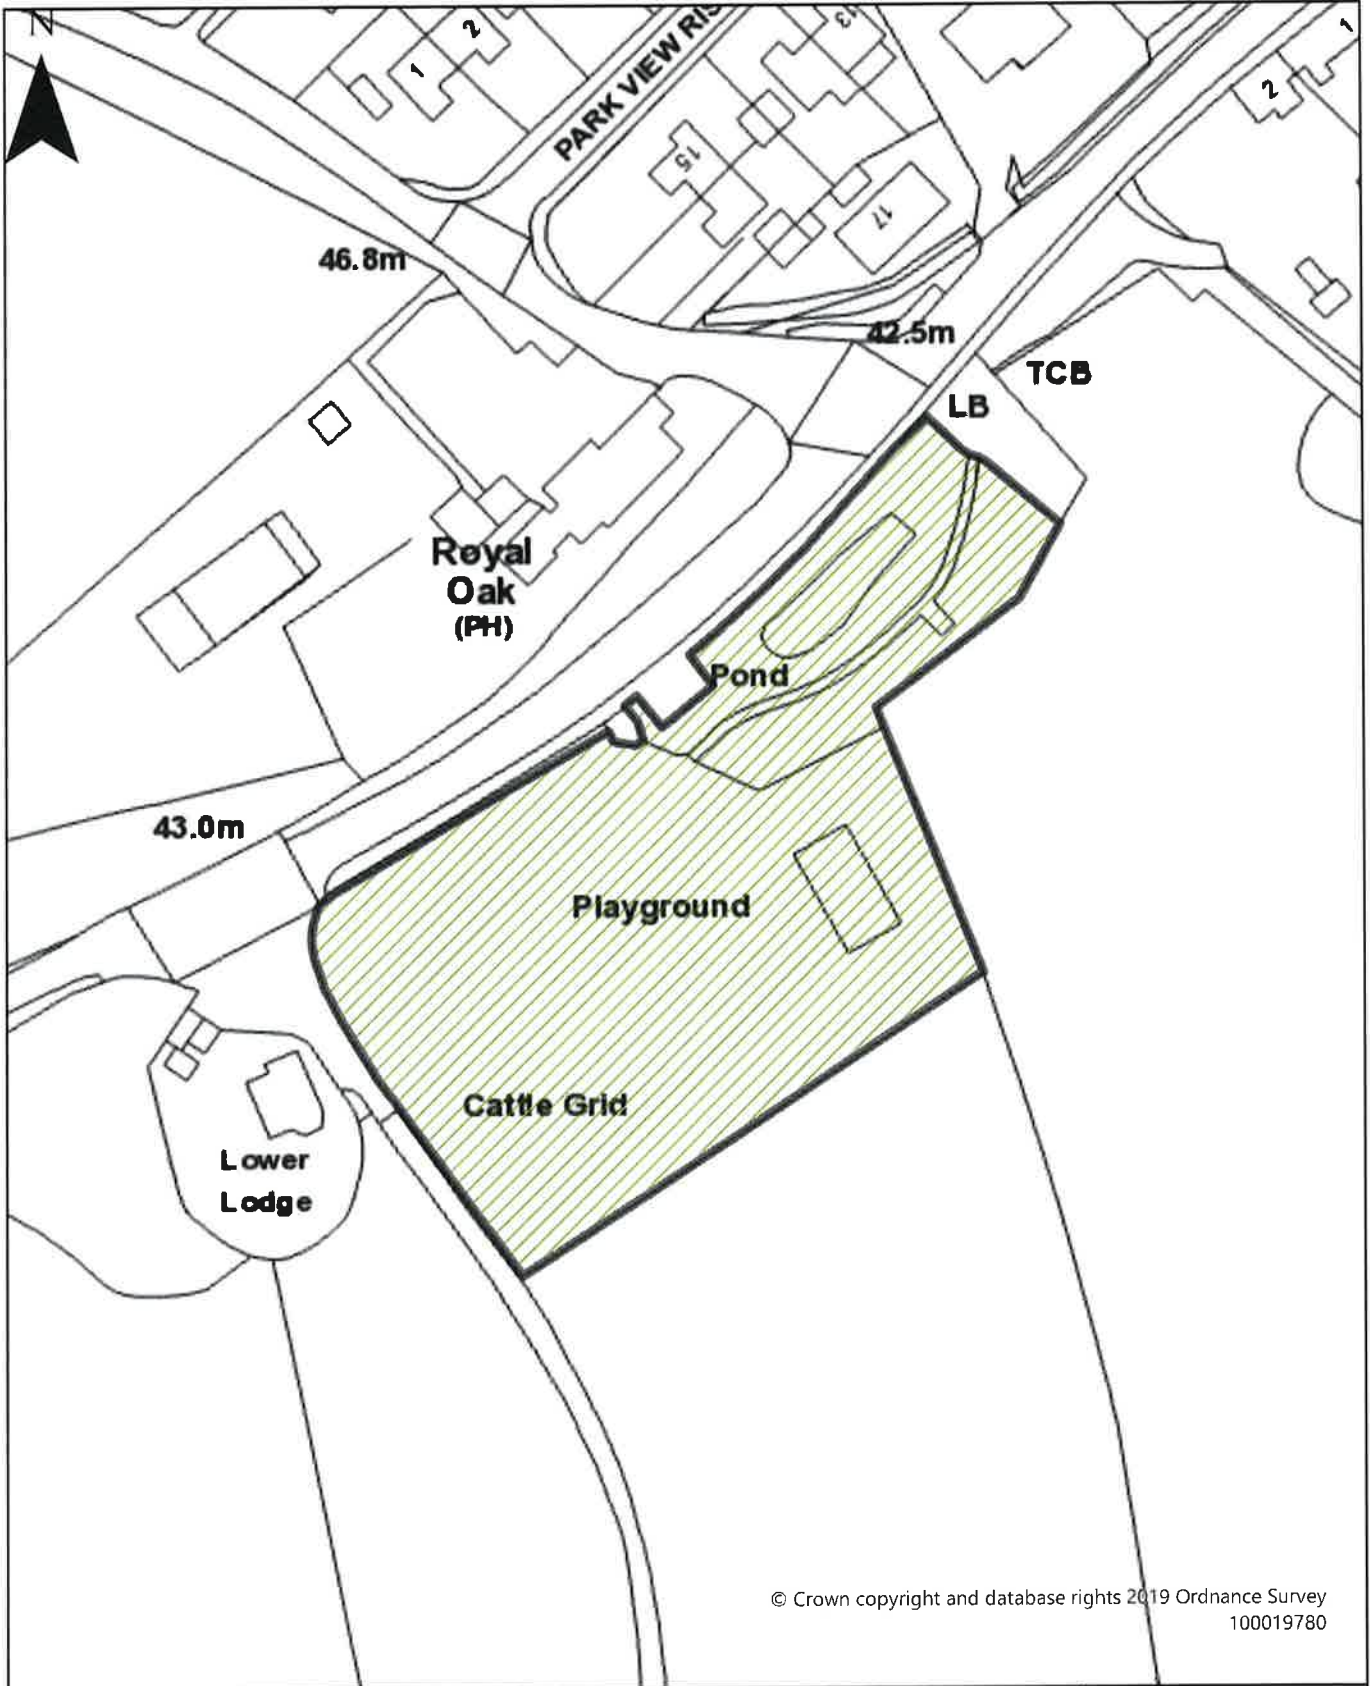 N
2
1
PARK VIEW RIS
13
1
2
15
17
46.8m
42.5m
TCB
LB
Royal
Oak
(PH)
Pond
43.0m
Playground
Cattle Grid
Lower
Lodge
© Crown copyright and database rights 2019 Ordnance Survey
100019780